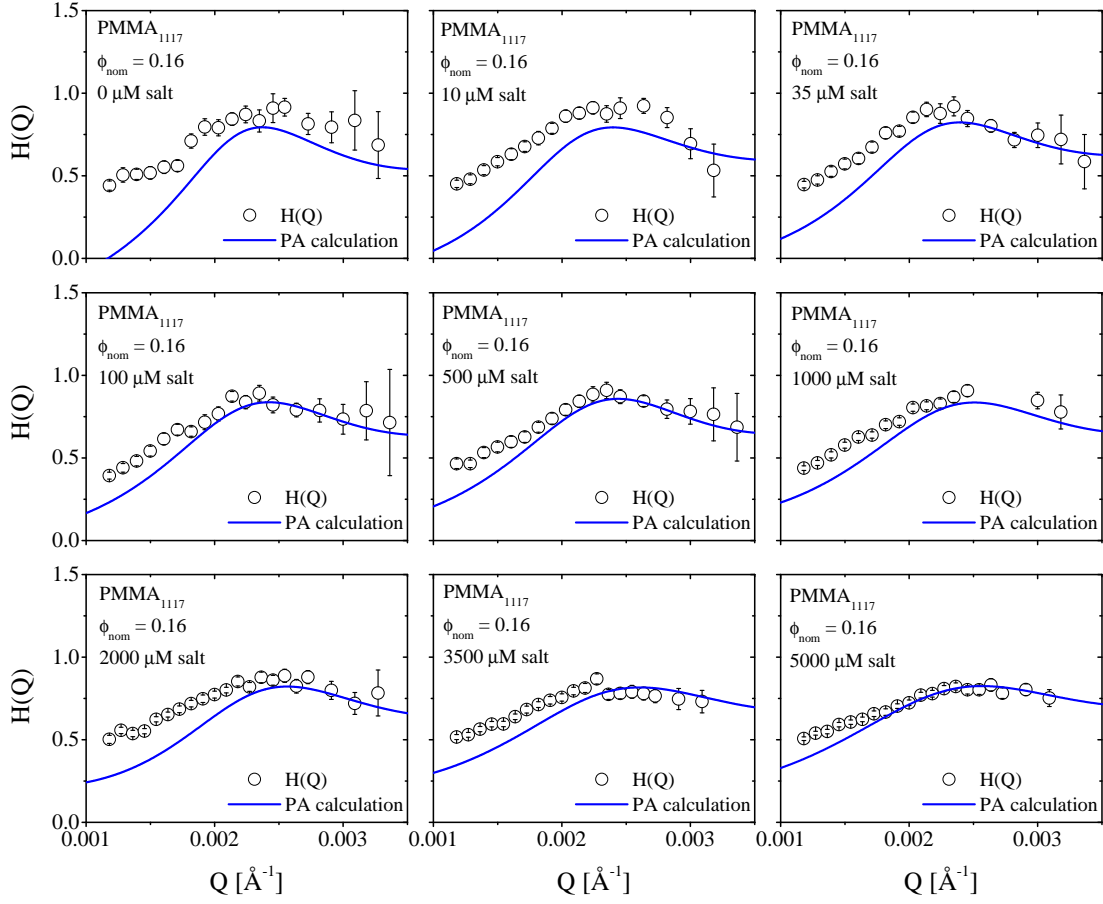 1.5
1.0
0.5
0.0
H(Q)
PMMA1117
ϕnom = 0.16
0 μM salt
H(Q)
PA calculation
PMMA1117
ϕnom = 0.16
10 μM salt
H(Q)
PA calculation
PMMA1117
ϕnom = 0.16
35 μM salt
H(Q)
PA calculation
1.5
1.0
0.5
0.0
H(Q)
PMMA1117
ϕnom = 0.16
100 μM salt
H(Q)
PA calculation
PMMA1117
ϕnom = 0.16
500 μM salt
H(Q)
PA calculation
PMMA1117
ϕnom = 0.16
1000 μM salt
H(Q)
PA calculation
1.5
1.0
0.5
0.0
H(Q)
PMMA1117
ϕnom = 0.16
2000 μM salt
H(Q)
PA calculation
PMMA1117
ϕnom = 0.16
3500 μM salt
H(Q)
PA calculation
PMMA1117
ϕnom = 0.16
5000 μM salt
H(Q)
PA calculation
0.001 0.002 0.003
0.001 0.002 0.003
0.001 0.002 0.003
Q [Å-1]
Q [Å-1]
Q [Å-1]